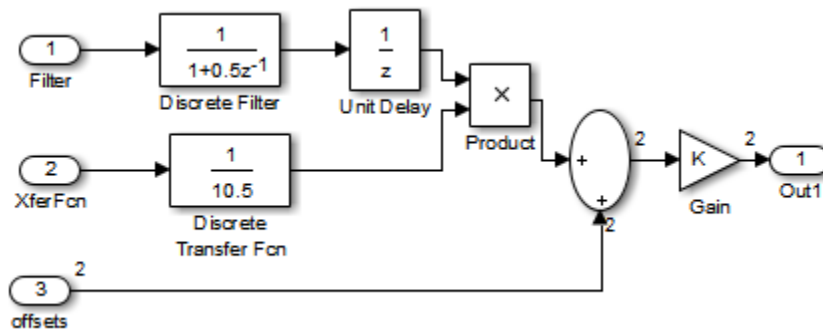 1
Filter
1
1+0.5z^-1
Discrete Filter
1
z
Unit Delay
×
Product
2
XferFcn
1
10.5
Discrete
Transfer Fcn
+
+
2
2
K
Gain
2
1
Out1
3
offsets
2